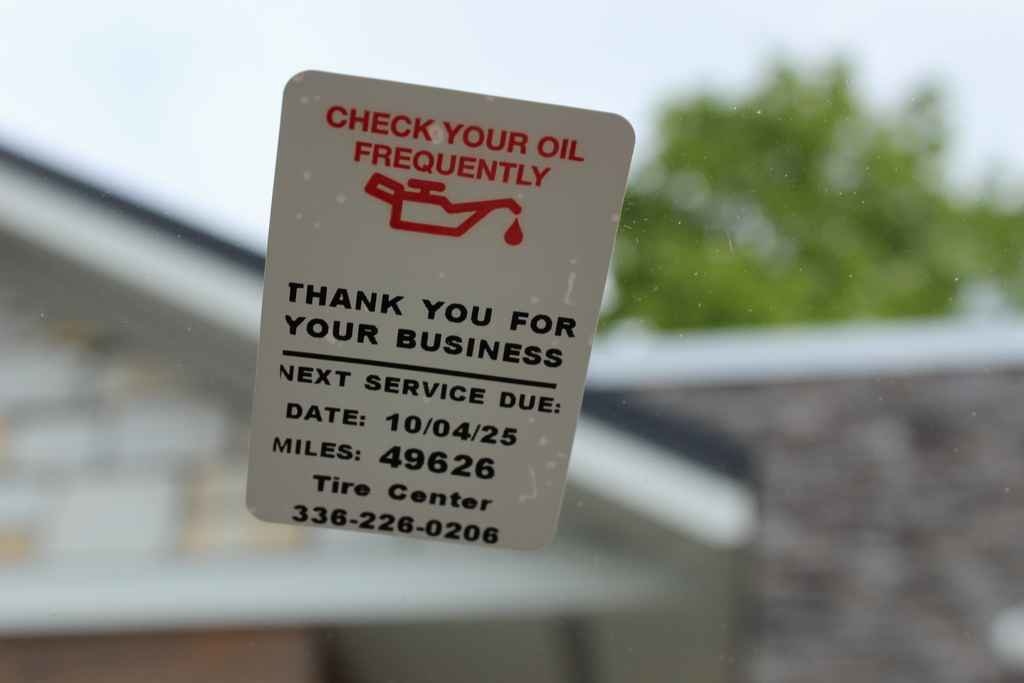 CHECK YOUR OIL
FREQUENTLY
THANK YOU FOR
YOUR BUSINESS
NEXT SERVICE DUE:
DATE: 10/04/25
MILES: 49626
Tire Center
336-226-0206